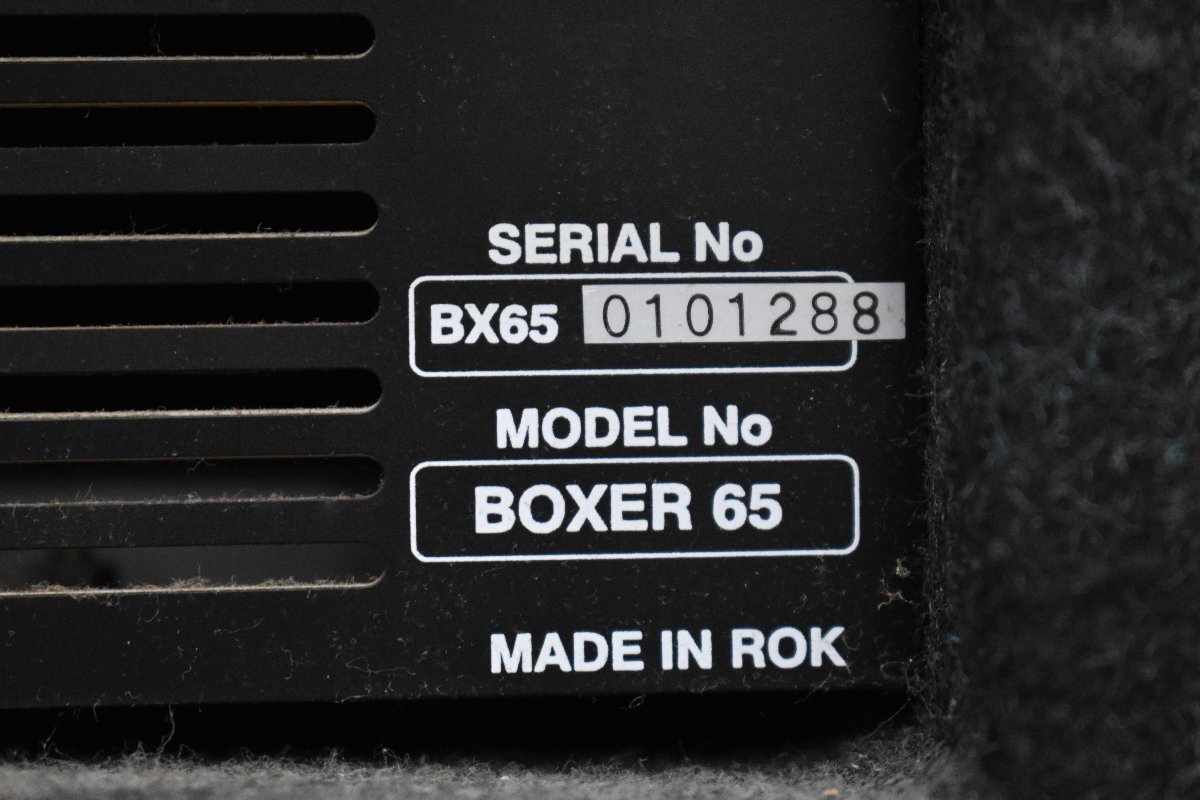 SERIAL No
BX65 0101288
MODEL No
BOXER 65
MADE IN ROK